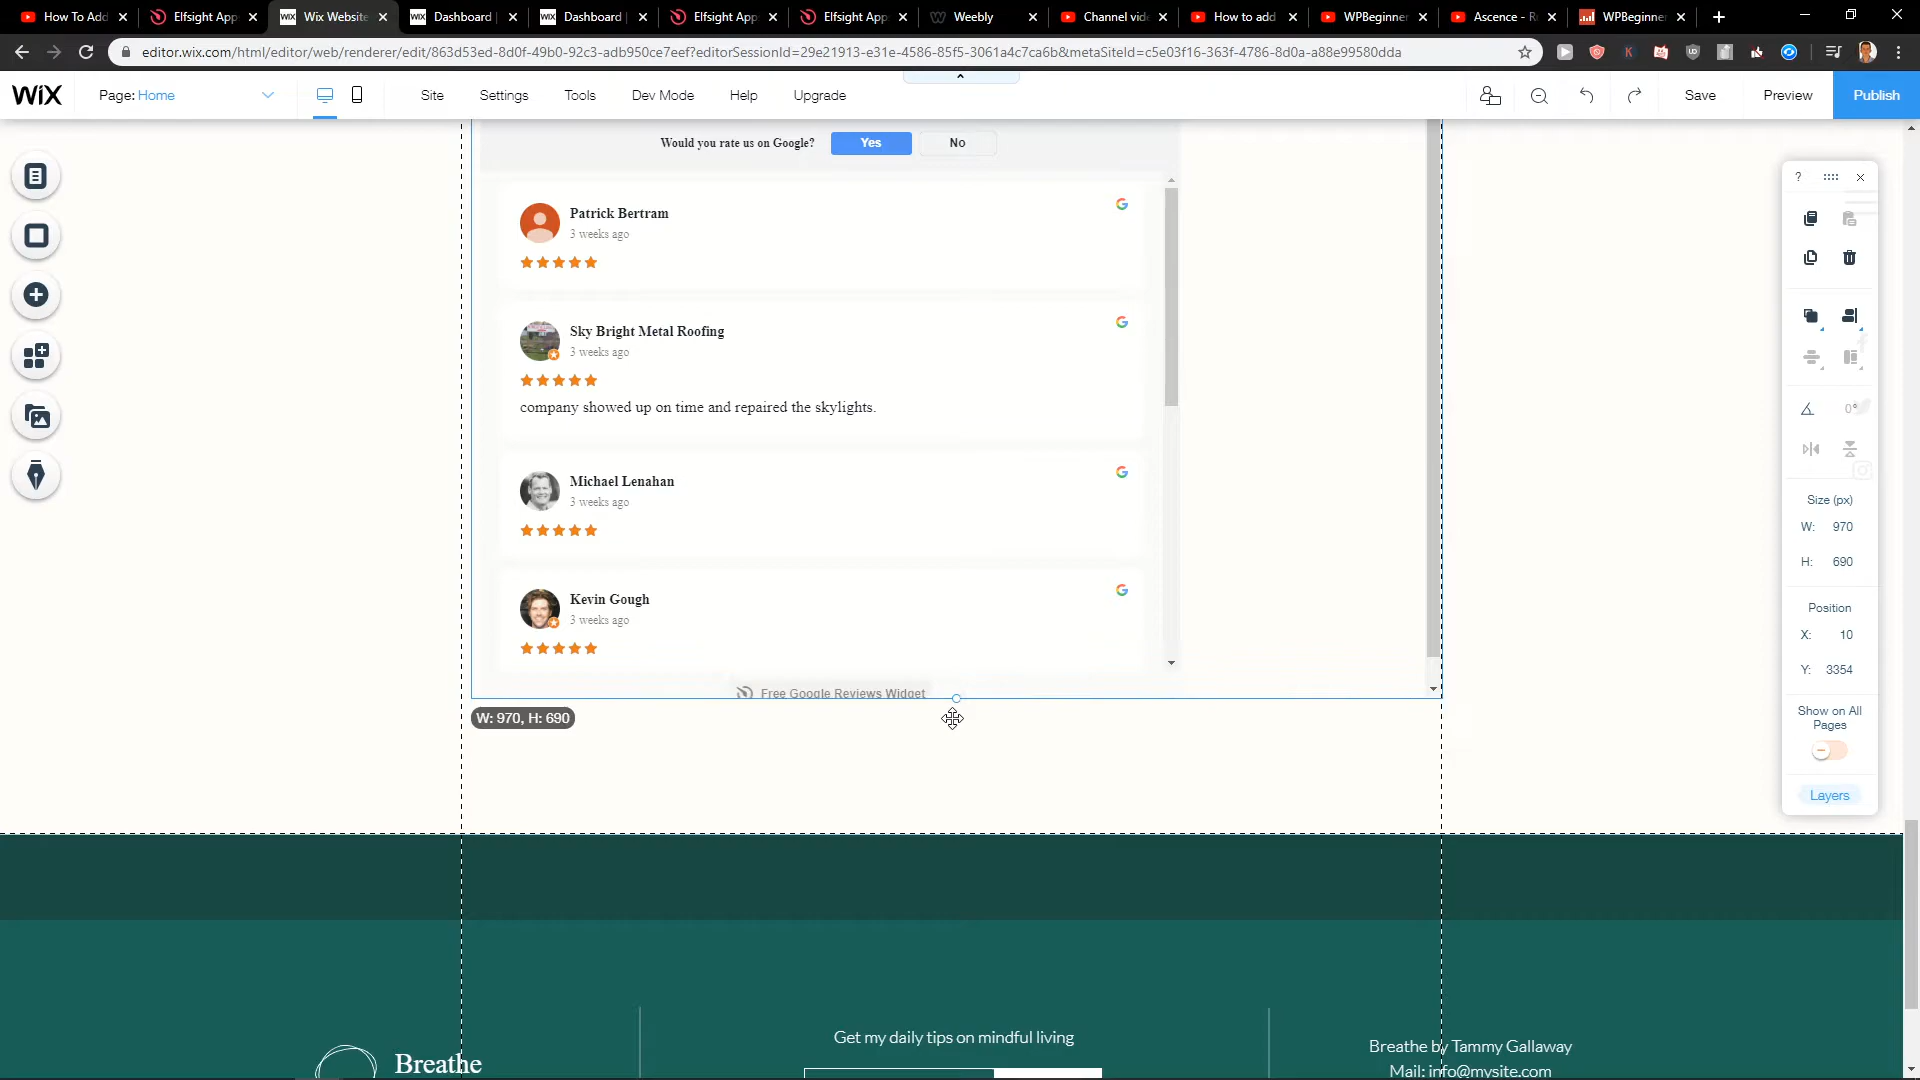 How To Add
Elfsight App
Wix Website
Dashboard
Dashboard
Elfsight App
Elfsight App
Weebly
Channel vide
How to add
WPBeginner
Ascence - R
WPBeginner
editor.wix.com/html/editor/web/renderer/edit/863d53ed-8d0f-49b0-92c3-adb950ce7eef?editorSessionId=29e21913-e31e-4586-85f5-3061a4c7ca6b&metaSiteId=c5e03f16-363f-4786-8d0a-a88e99580dda
WIX
Page: Home
Site
Settings
Tools
Dev Mode
Help
Upgrade
Save
Preview
Publish
Would you rate us on Google?
Yes
No
Patrick Bertram
3 weeks ago
Sky Bright Metal Roofing
3 weeks ago
company showed up on time and repaired the skylights.
Michael Lenahan
3 weeks ago
Kevin Gough
3 weeks ago
Free Google Reviews Widget
W: 970, H: 690
?
0°
Size (px)
W: 970
H: 690
Position
X: 10
Y: 3354
Show on All
Pages
Layers
Get my daily tips on mindful living
Breathe
Breathe by Tammy Gallaway
Mail: info@mysite.com